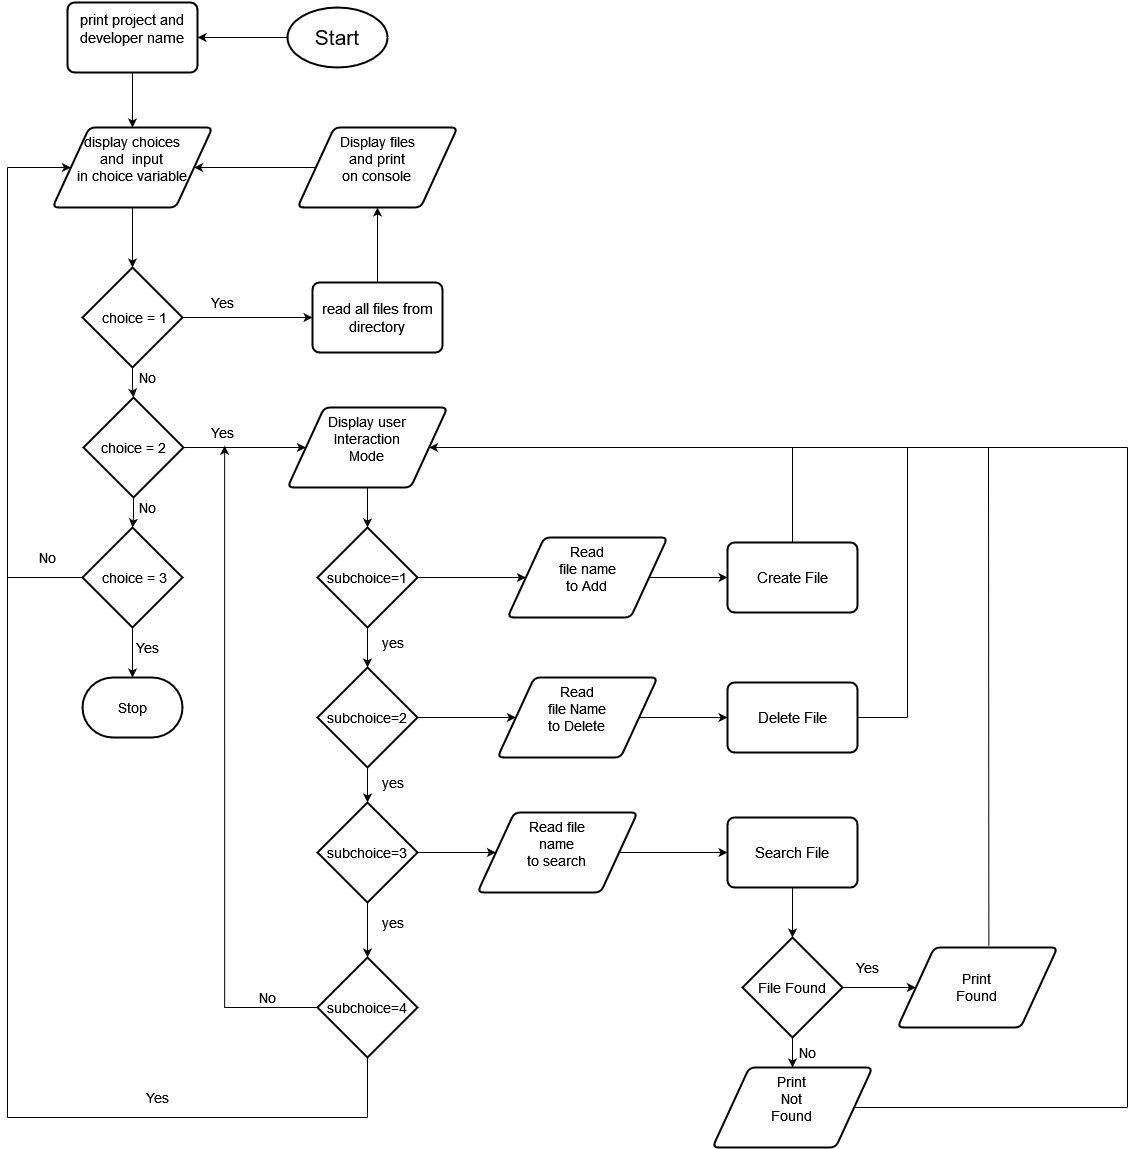 print project and
developer name
Start
display choices
and input
in choice variable
Display files
and print
on console
choice = 1
Yes
read all files from
directory
No
choice = 2
Yes
Display user
Interaction
Mode
No
choice = 3
No
Yes
Stop
subchoice=1
Read
file name
to Add
Create File
yes
subchoice=2
Read
file Name
to Delete
Delete File
yes
subchoice=3
Read file
name
to search
Search File
yes
subchoice=4
No
Yes
File Found
Yes
Print
Found
No
Print
Not
Found